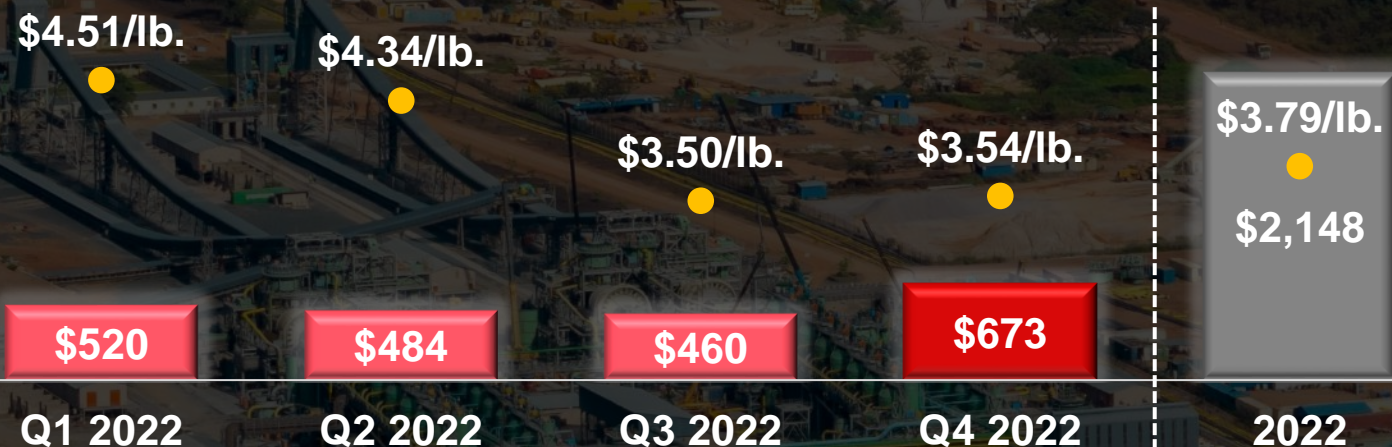 $4.51/lb.
$4.34/lb.
$3.50/lb.
$3.54/lb.
$3.79/lb.
$2,148
$520
$484
$460
$673
Q1 2022
Q2 2022
Q3 2022
Q4 2022
2022